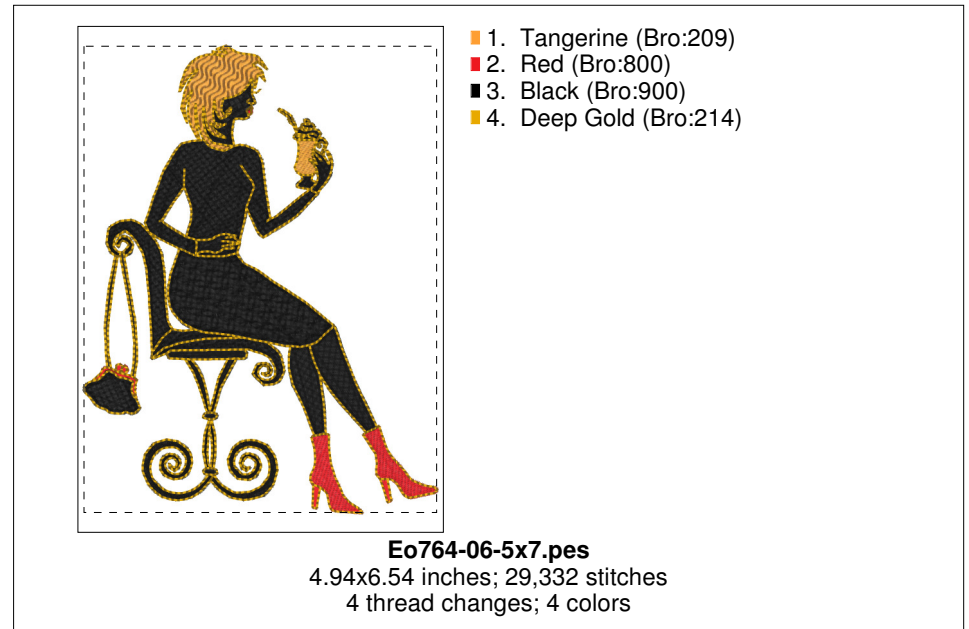 1. Tangerine (Bro:209)
2. Red (Bro:800)
3. Black (Bro:900)
4. Deep Gold (Bro:214)
Eo764-06-5x7.pes
4.94x6.54 inches; 29,332 stitches
4 thread changes; 4 colors